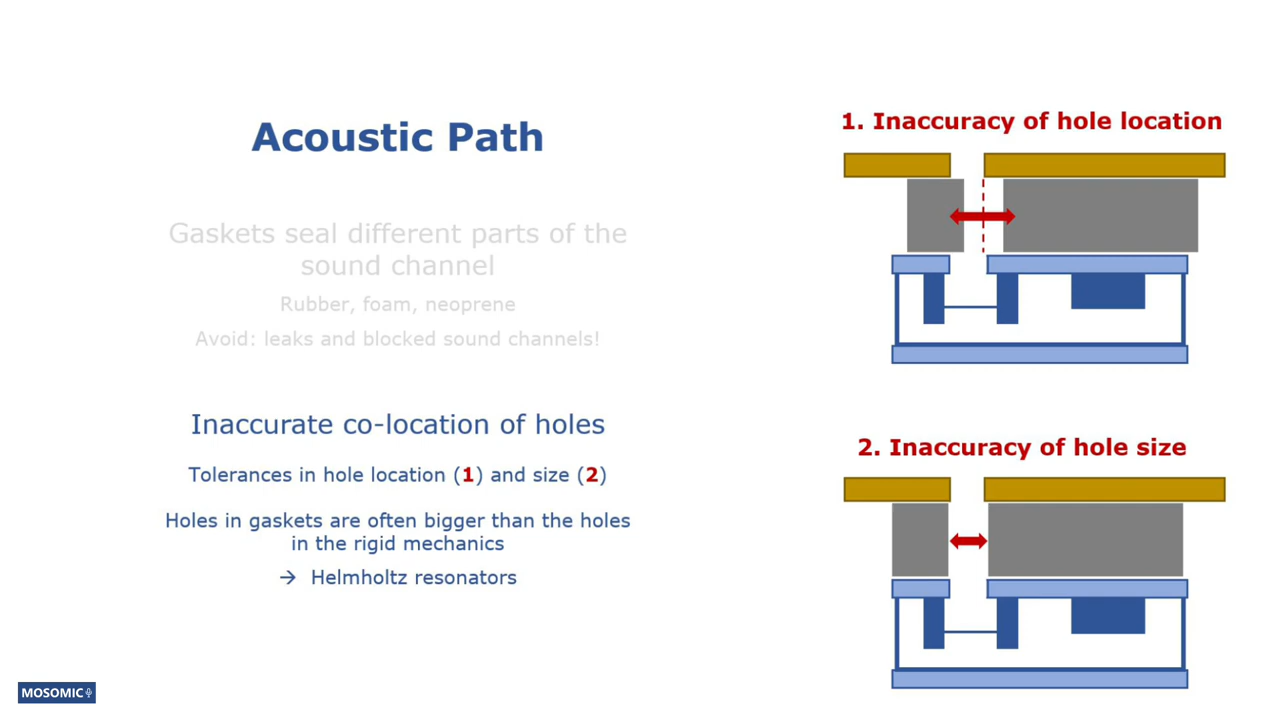 Acoustic Path
Gaskets seal different parts of the
sound channel
Rubber, foam, neoprene
Avoid: leaks and blocked sound channels!
Inaccurate co-location of holes
Tolerances in hole location (1) and size (2)
Holes in gaskets are often bigger than the holes
in the rigid mechanics
→ Helmholtz resonators
1. Inaccuracy of hole location
2. Inaccuracy of hole size
MOSOMIC